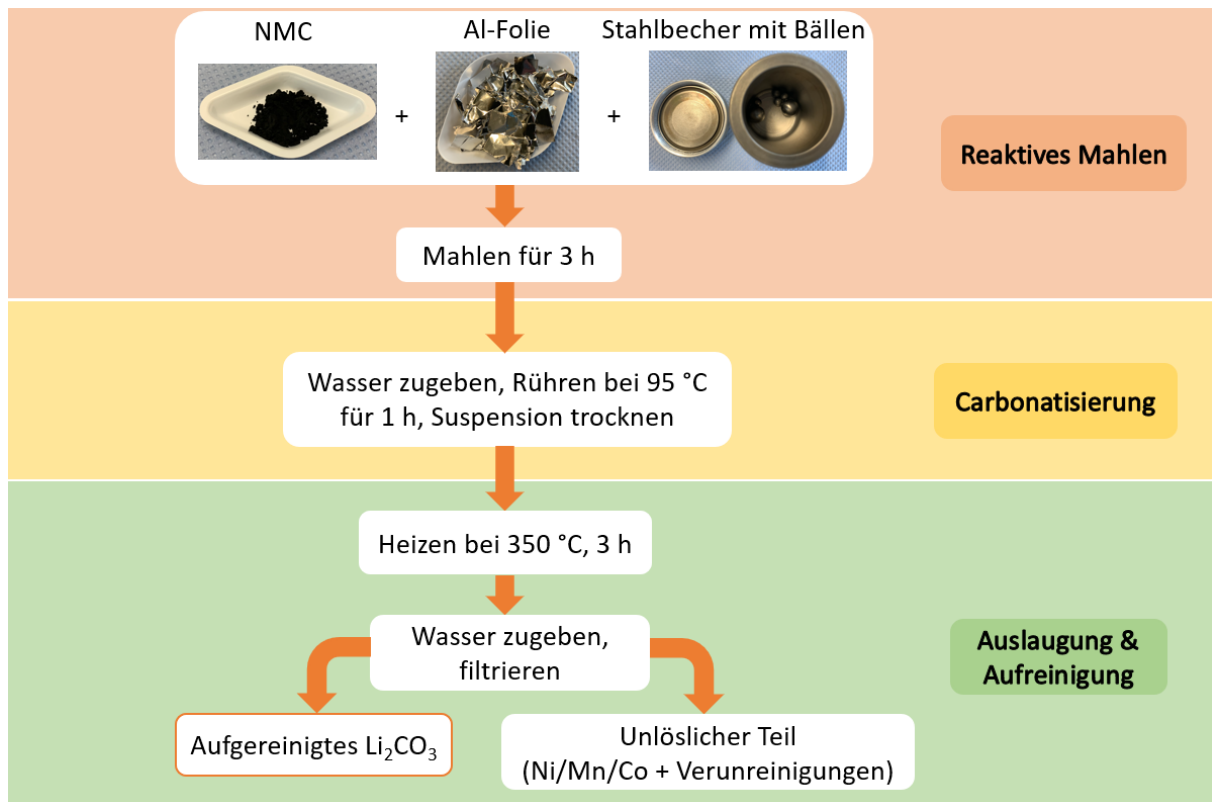 NMC
Al-Folie
Stahlbecher mit Bällen
+
+
Reaktives Mahlen
Mahlen für 3 h
Wasser zugeben, Rühren bei 95 °C
für 1 h, Suspension trocknen
Carbonatisierung
Heizen bei 350 °C, 3 h
Wasser zugeben,
filtrieren
Auslaugung &
Aufreinigung
Aufgereinigtes Li₂CO₃
Unlöslicher Teil
(Ni/Mn/Co + Verunreinigungen)